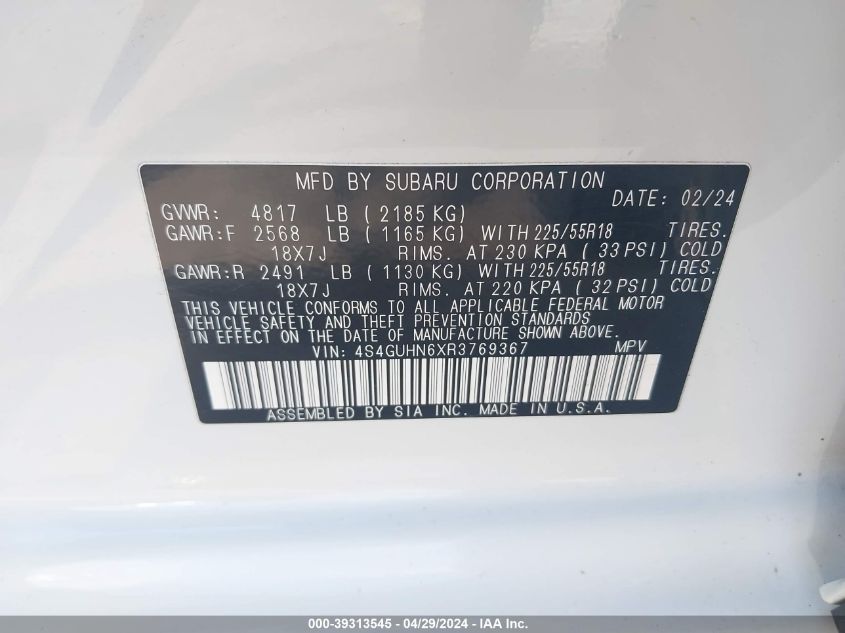 MFD BY SUBARU CORPORATION
DATE: 02/24
GVWR: 4817 LB ( 2185 KG)
GAWR:F 2568 LB ( 1165 KG) WITH 225/55R18 TIRES.
18X7J RIMS. AT 230 KPA ( 33 PSI) COLD
GAWR:R 2491 LB ( 1130 KG) WITH 225/55R18 TIRES.
18X7J RIMS. AT 220 KPA ( 32 PSI) COLD
THIS VEHICLE CONFORMS TO ALL APPLICABLE FEDERAL MOTOR
VEHICLE SAFETY AND THEFT PREVENTION STANDARDS
IN EFFECT ON THE DATE OF MANUFACTURE SHOWN ABOVE.
VIN: 4S4GUHN6XR3769367 MPV
ASSEMBLED BY SIA INC. MADE IN U.S.A.
000-39313545 - 04/29/2024 - IAA Inc.